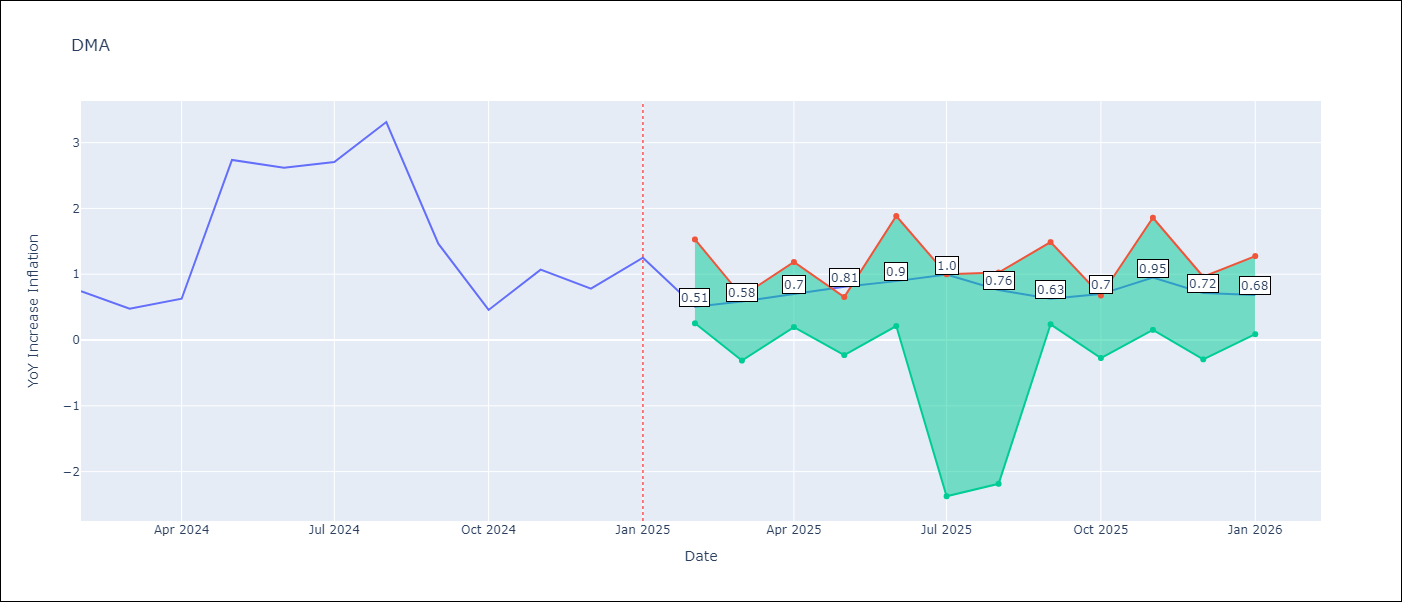 DMA
YoY Increase Inflation
3
2
1
0
−1
−2
0.51
0.58
0.7
0.81
0.9
1.0
0.76
0.63
0.7
0.95
0.72
0.68
Apr 2024
Jul 2024
Oct 2024
Jan 2025
Apr 2025
Jul 2025
Oct 2025
Jan 2026
Date